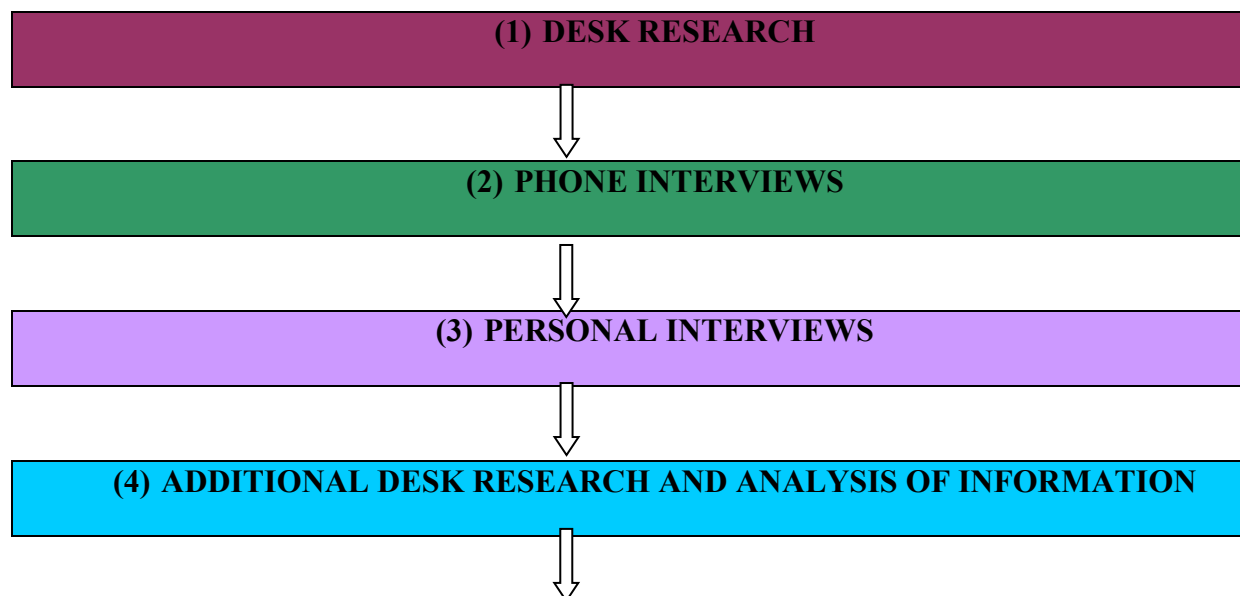 (1) DESK RESEARCH
(2) PHONE INTERVIEWS
(3) PERSONAL INTERVIEWS
(4) ADDITIONAL DESK RESEARCH AND ANALYSIS OF INFORMATION